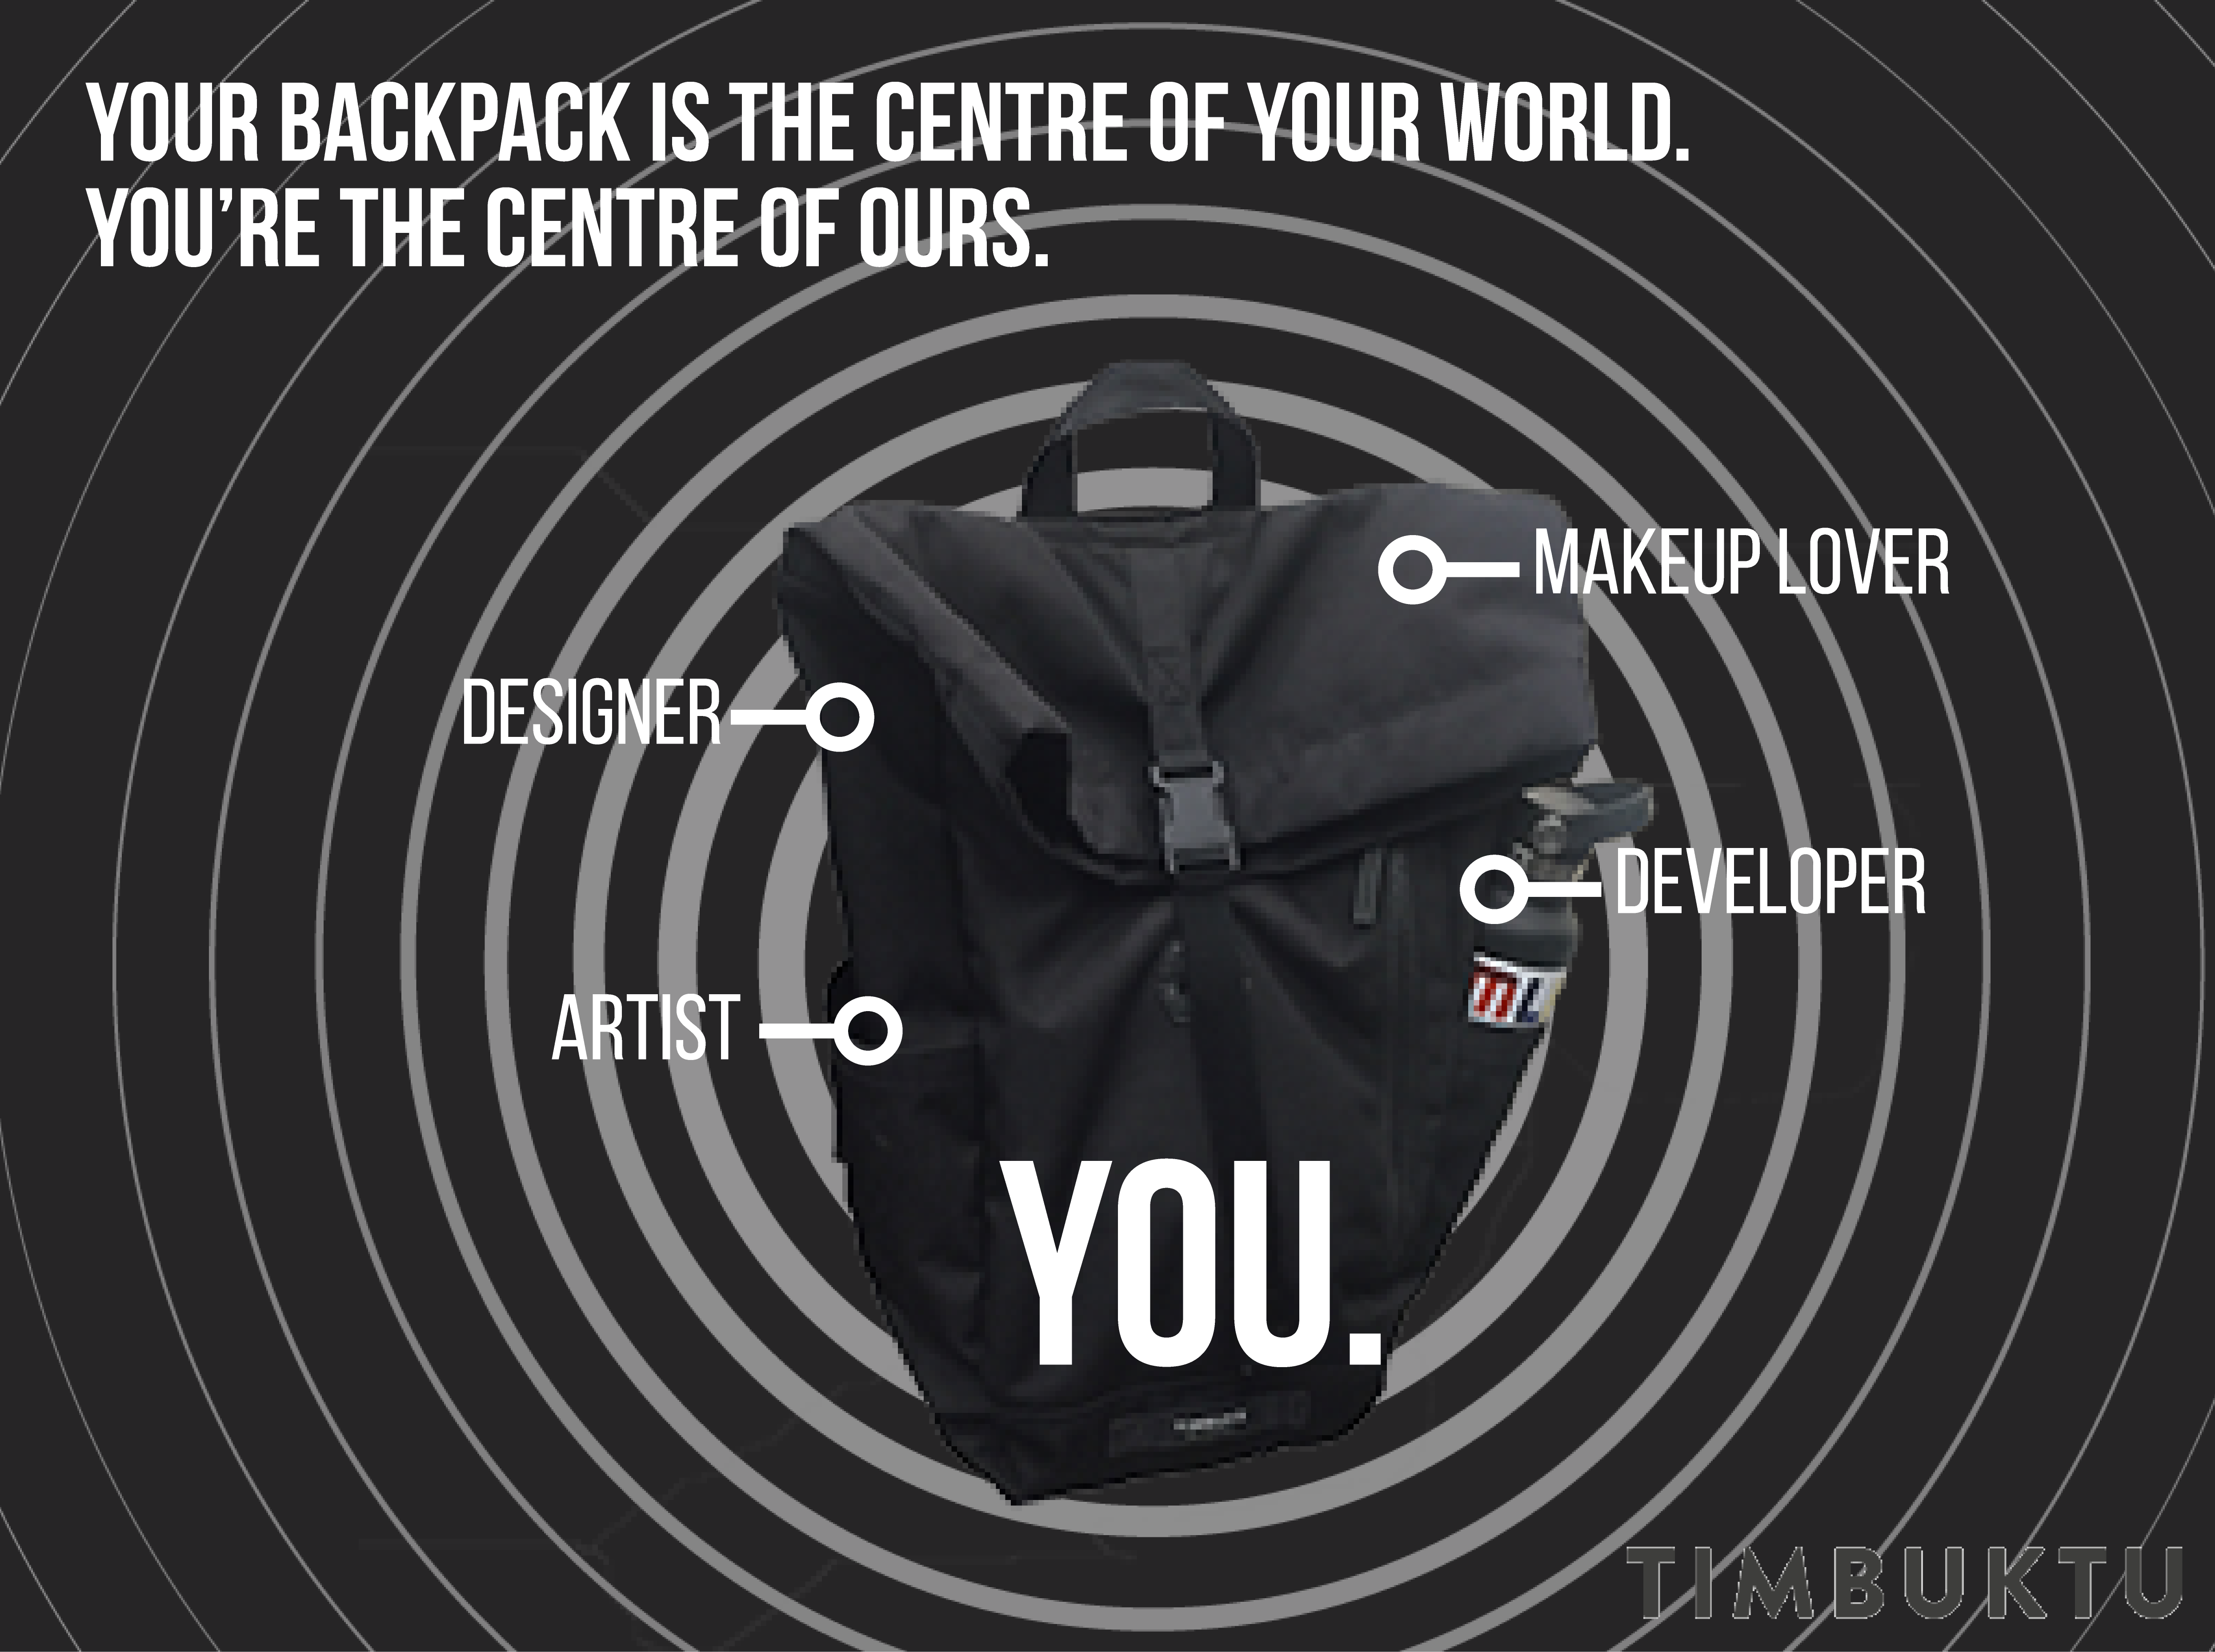 YOUR BACKPACK IS THE CENTRE OF YOUR WORLD.
YOU'RE THE CENTRE OF OURS.
MAKEUP LOVER
DESIGNER
DEVELOPER
ARTIST
YOU.
TIMBUKTU